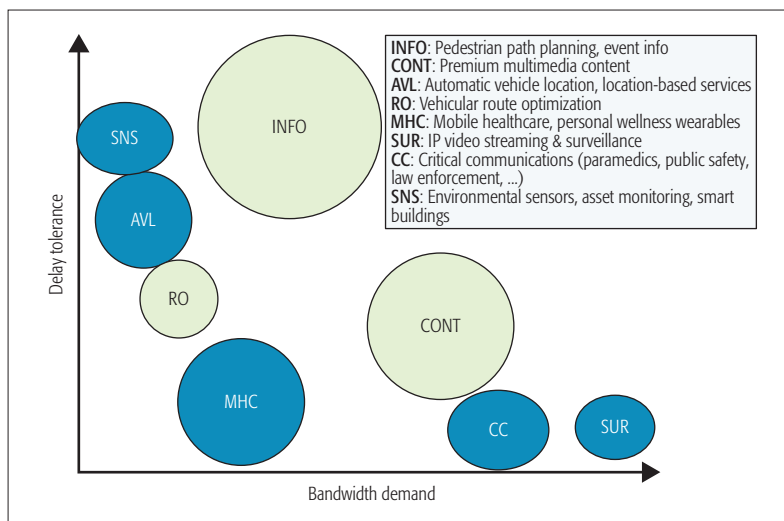 INFO: Pedestrian path planning, event info
CONT: Premium multimedia content
AVL: Automatic vehicle location, location-based services
RO: Vehicular route optimization
MHC: Mobile healthcare, personal wellness wearables
SUR: IP video streaming & surveillance
CC: Critical communications (paramedics, public safety,
law enforcement, ...)
SNS: Environmental sensors, asset monitoring, smart
buildings
INFO
SNS
AVL
RO
CONT
MHC
CC
SUR
Delay tolerance
Bandwidth demand